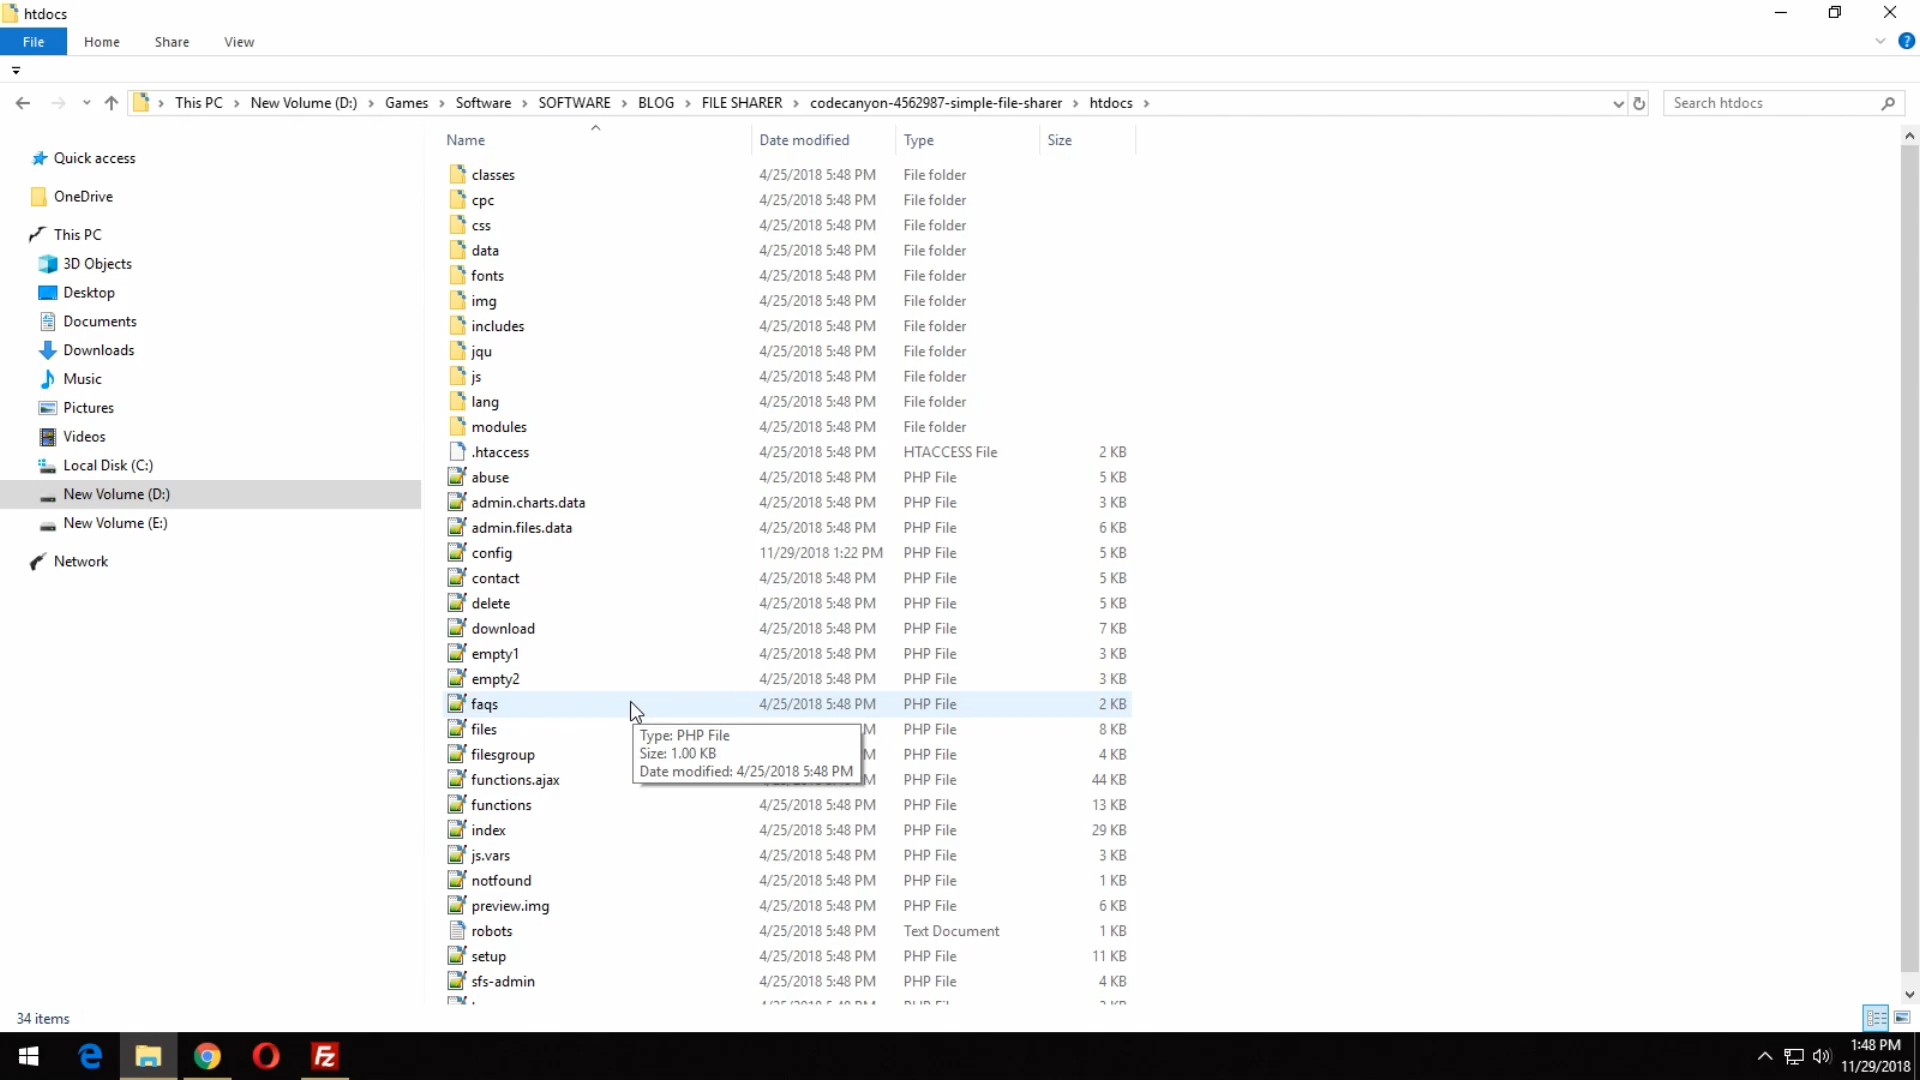 htdocs
File Home Share View
This PC New Volume (D:) Games Software SOFTWARE BLOG FILE SHARER codecanyon-4562987-simple-file-sharer htdocs
Search htdocs
Quick access
OneDrive
This PC
3D Objects
Desktop
Documents
Downloads
Music
Pictures
Videos
Local Disk (C:)
New Volume (D:)
New Volume (E:)
Network
Name Date modified Type Size
classes 4/25/2018 5:48 PM File folder
cpc 4/25/2018 5:48 PM File folder
css 4/25/2018 5:48 PM File folder
data 4/25/2018 5:48 PM File folder
fonts 4/25/2018 5:48 PM File folder
img 4/25/2018 5:48 PM File folder
includes 4/25/2018 5:48 PM File folder
jqu 4/25/2018 5:48 PM File folder
js 4/25/2018 5:48 PM File folder
lang 4/25/2018 5:48 PM File folder
modules 4/25/2018 5:48 PM File folder
.htaccess 4/25/2018 5:48 PM HTACCESS File 2 KB
abuse 4/25/2018 5:48 PM PHP File 5 KB
admin.charts.data 4/25/2018 5:48 PM PHP File 3 KB
admin.files.data 4/25/2018 5:48 PM PHP File 6 KB
config 11/29/2018 1:22 PM PHP File 5 KB
contact 4/25/2018 5:48 PM PHP File 5 KB
delete 4/25/2018 5:48 PM PHP File 5 KB
download 4/25/2018 5:48 PM PHP File 7 KB
empty1 4/25/2018 5:48 PM PHP File 3 KB
empty2 4/25/2018 5:48 PM PHP File 3 KB
faqs 4/25/2018 5:48 PM PHP File 2 KB
files M PHP File 8 KB
Type: PHP File
Size: 1.00 KB
Date modified: 4/25/2018 5:48 PM
filesgroup M PHP File 4 KB
functions.ajax M PHP File 44 KB
functions 4/25/2018 5:48 PM PHP File 13 KB
index 4/25/2018 5:48 PM PHP File 29 KB
js.vars 4/25/2018 5:48 PM PHP File 3 KB
notfound 4/25/2018 5:48 PM PHP File 1 KB
preview.img 4/25/2018 5:48 PM PHP File 6 KB
robots 4/25/2018 5:48 PM Text Document 1 KB
setup 4/25/2018 5:48 PM PHP File 11 KB
sfs-admin 4/25/2018 5:48 PM PHP File 4 KB
34 items
1:48 PM
11/29/2018